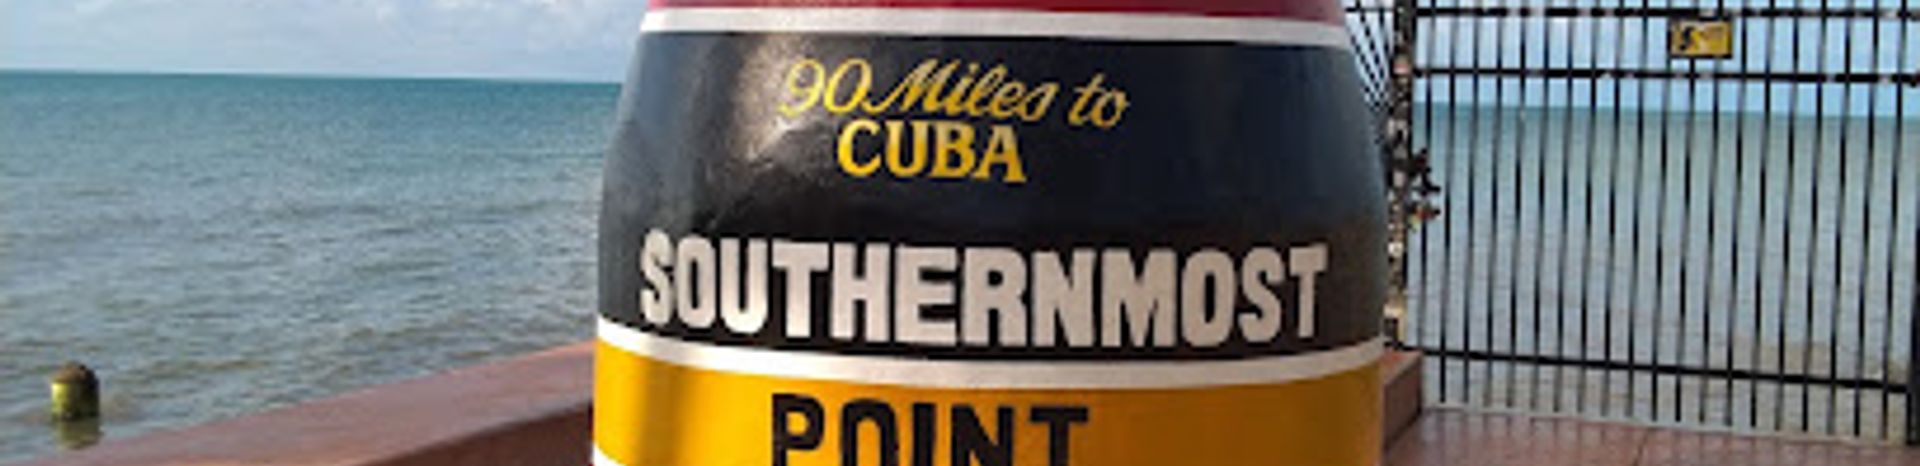 90 Miles to
CUBA
SOUTHERNMOST
POINT